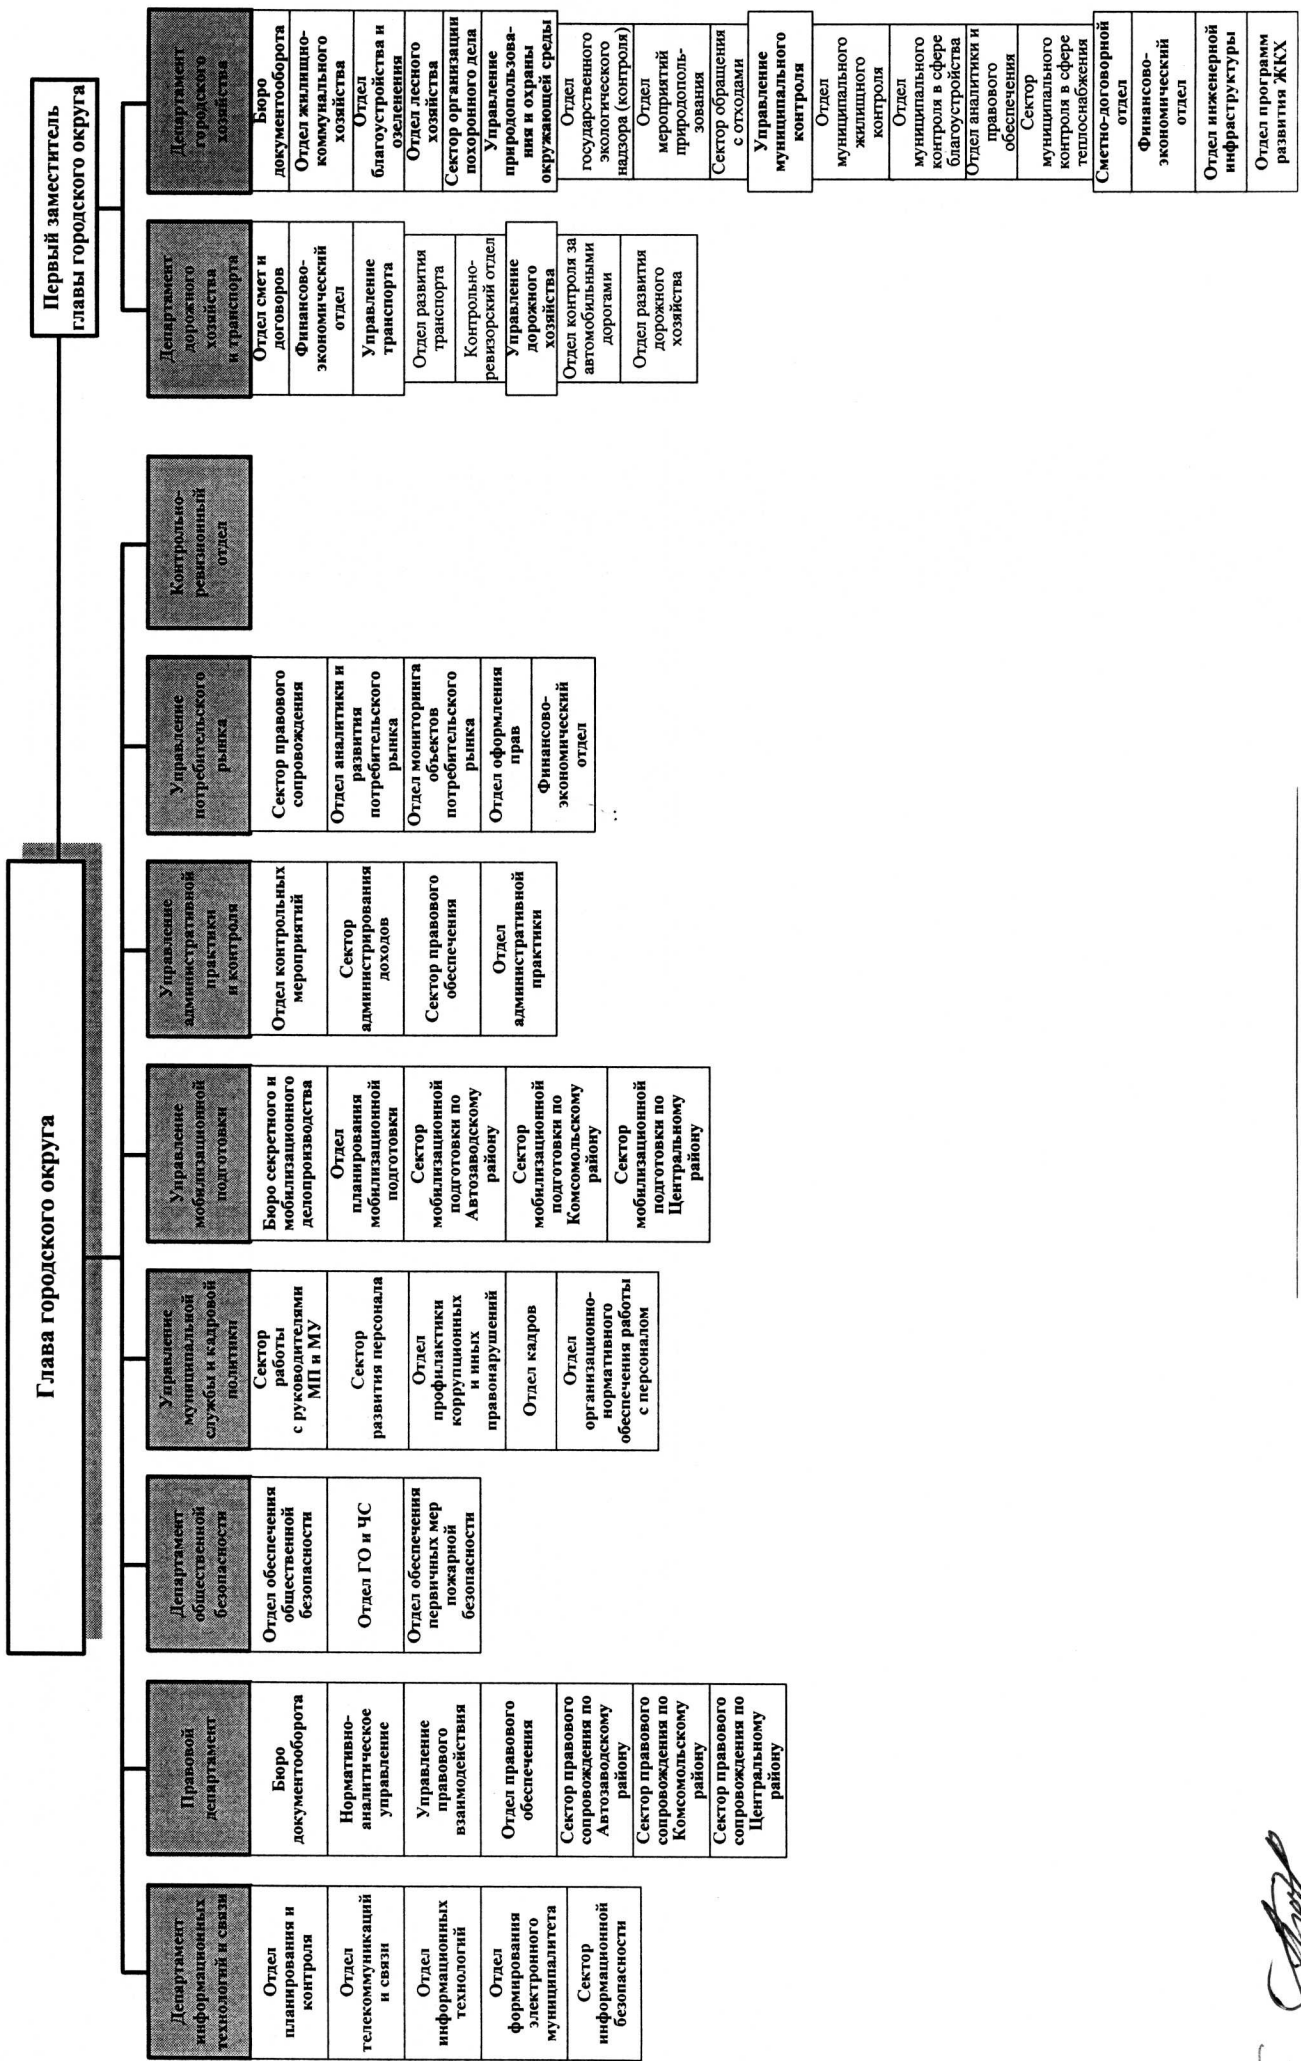 Глава городского округа
Первый заместитель
главы городского округа
Департамент
информационных
технологий и связи
Отдел
планирования и
контроля
Отдел
телекоммуникаций
и связи
Отдел
информационных
технологий
Отдел
формирования
электронного
муниципалитета
Сектор
информационной
безопасности
Правовой
департамент
Бюро
документооборота
Нормативно-
аналитическое
управление
Управление
правового
взаимодействия
Отдел правового
обеспечения
Сектор правового
сопровождения по
Автозаводскому
району
Сектор правового
сопровождения по
Комсомольскому
району
Сектор правового
сопровождения по
Центральному
району
Департамент
общественной
безопасности
Отдел обеспечения
общественной
безопасности
Отдел ГО и ЧС
Отдел обеспечения
первичных мер
пожарной
безопасности
Управление
муниципальной
службы и кадровой
политики
Сектор
работы
с руководителями
МП и МУ
Сектор
развития персонала
Отдел
профилактики
коррупционных
и иных
правонарушений
Отдел кадров
Отдел
организационно-
нормативного
обеспечения работы
с персоналом
Управление
мобилизационной
подготовки
Бюро секретного и
мобилизационного
делопроизводства
Отдел
планирования
мобилизационной
подготовки
Сектор
мобилизационной
подготовки по
Автозаводскому
району
Сектор
мобилизационной
подготовки по
Комсомольскому
району
Сектор
мобилизационной
подготовки по
Центральному
району
Управление
административной
практики
и контроля
Отдел контрольных
мероприятий
Сектор
администрирования
доходов
Сектор правового
обеспечения
Отдел
административной
практики
Управление
потребительского
рынка
Сектор правового
сопровождения
Отдел аналитики и
развития
потребительского
рынка
Отдел мониторинга
объектов
потребительского
рынка
Отдел оформления
прав
Финансово-
экономический
отдел
Контрольно-
ревизионный
отдел
Департамент
дорожного
хозяйства
и транспорта
Отдел смет и
договоров
Финансово-
экономический
отдел
Управление
транспорта
Отдел развития
транспорта
Контрольно-
ревизорский отдел
Управление
дорожного
хозяйства
Отдел контроля за
автомобильными
дорогами
Отдел развития
дорожного
хозяйства
Департамент
городского
хозяйства
Бюро
документооборота
Отдел жилищно-
коммунального
хозяйства
Отдел
благоустройства и
озеленения
Отдел лесного
хозяйства
Сектор организации
похоронного дела
Управление
природопользова-
ния и охраны
окружающей среды
Отдел
государственного
экологического
надзора (контроля)
Отдел
мероприятий
природополь-
зования
Сектор обращения
с отходами
Управление
муниципального
контроля
Отдел
муниципального
жилищного
контроля
Отдел
муниципального
контроля в сфере
благоустройства
Отдел аналитики и
правового
обеспечения
Сектор
муниципального
контроля в сфере
теплоснабжения
Сметно-договорной
отдел
Финансово-
экономический
отдел
Отдел инженерной
инфраструктуры
Отдел программ
развития ЖКХ